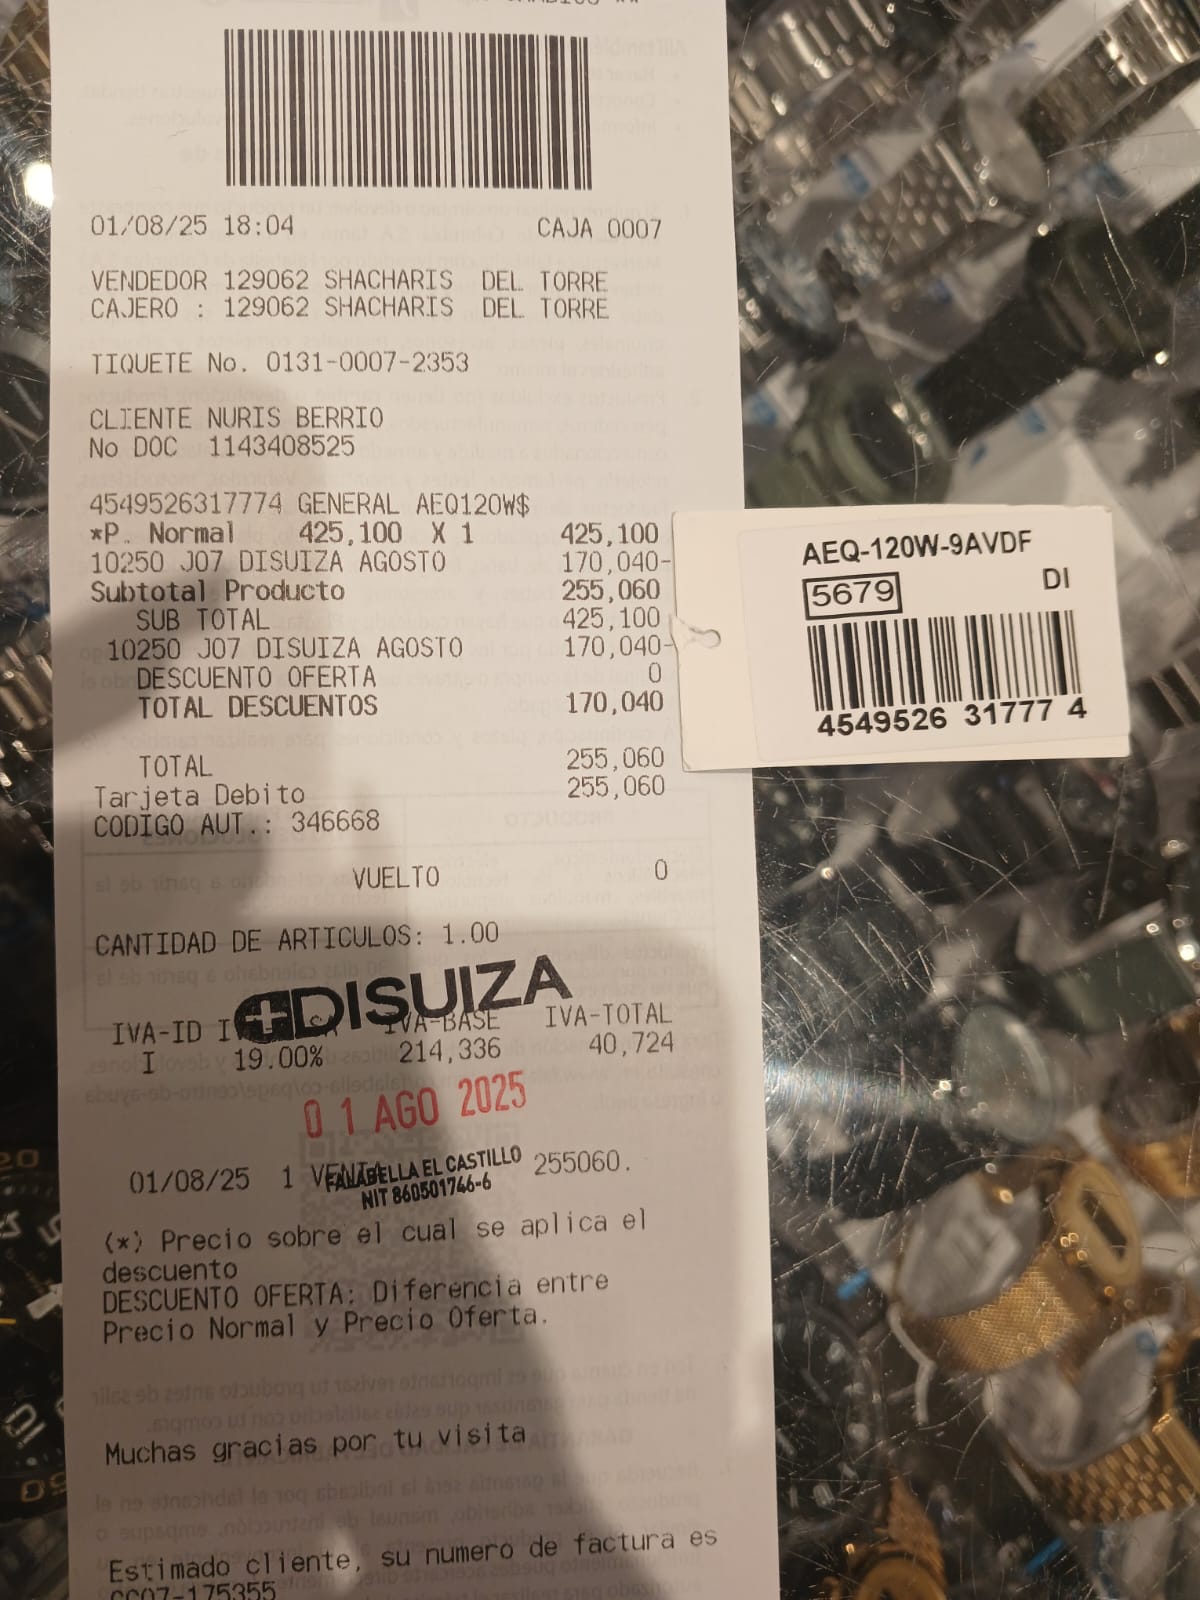 01/08/25 18:04 CAJA 0007
VENDEDOR 129062 SHACHARIS DEL TORRE
CAJERO : 129062 SHACHARIS DEL TORRE
TIQUETE No. 0131-0007-2353
CLIENTE NURIS BERRIO
No DOC 1143408525
4549526317774 GENERAL AEQ120W$
*P. Normal 425,100 X 1 425,100
10250 J07 DISUIZA AGOSTO 170,040-
Subtotal Producto 255,060
SUB TOTAL 425,100
10250 J07 DISUIZA AGOSTO 170,040-
DESCUENTO OFERTA 0
TOTAL DESCUENTOS 170,040
TOTAL 255,060
Tarjeta Debito 255,060
CODIGO AUT.: 346668
VUELTO 0
CANTIDAD DE ARTICULOS: 1.00
DISUIZA
IVA-ID IVA-BASE IVA-TOTAL
I 19.00% 214,336 40,724
01 AGO 2025
01/08/25 1 VENTA 255060.
FALABELLA EL CASTILLO
NIT 860501746-6
(*) Precio sobre el cual se aplica el
descuento
DESCUENTO OFERTA: Diferencia entre
Precio Normal y Precio Oferta.
Muchas gracias por tu visita
Estimado cliente, su numero de factura es
CC07-175355
AEQ-120W-9AVDF
5679 DI
4549526 31777 4